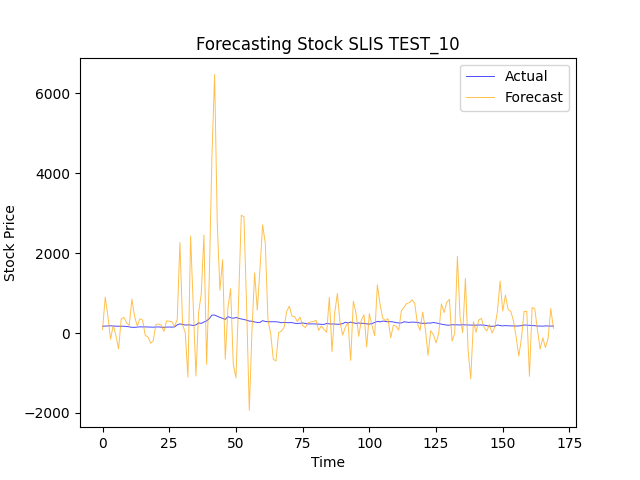 Forecasting Stock SLIS TEST_10
Actual
Forecast
6000
4000
2000
0
−2000
Stock Price
0 25 50 75 100 125 150 175
Time